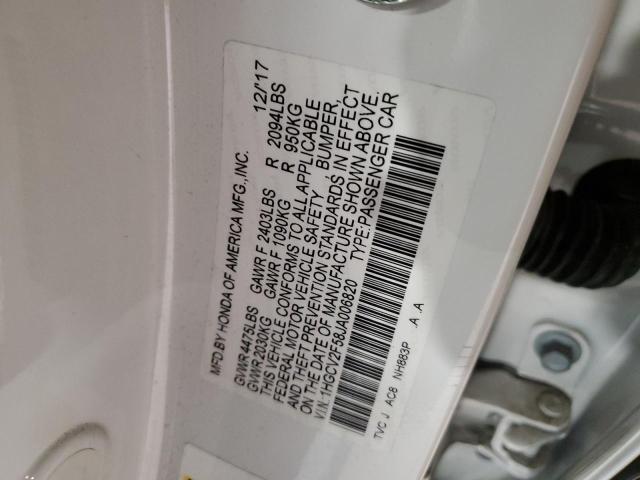 MFD BY HONDA OF AMERICA MFG.,INC. 12/17
GVWR 4475LBS GAWR F 2403LBS R 2094LBS
GVWR 2030KG GAWR F 1090KG R 950KG
THIS VEHICLE CONFORMS TO ALL APPLICABLE
FEDERAL MOTOR VEHICLE SAFETY, BUMPER,
AND THEFT PREVENTION STANDARDS IN EFFECT
ON THE DATE OF MANUFACTURE SHOWN ABOVE.
V.I.N.:1HGCV2F58JA006820 TYPE:PASSENGER CAR
TVC J AC8 NH883P A .A